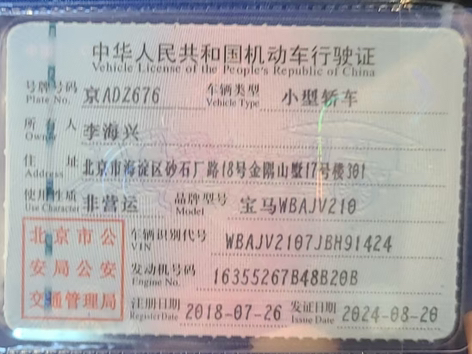 中华人民共和国机动车行驶证
Vehicle License of the People's Republic of China
号牌号码 京ADZ676 车辆类型 小型轿车
Plate No. Vehicle Type
所有人 李海兴
Owner
住址 北京市海淀区砂石厂路18号金隅山墅17号楼301
Address
使用性质 非营运 品牌型号 宝马WBAJV210
Use Character Model
北京市公安局公安交通管理局
车辆识别代号 WBAJV2107JBH91424
VIN
发动机号码 16355267B48B20B
Engine No.
注册日期 2018-07-26 发证日期 2024-08-20
Register Date Issue Date